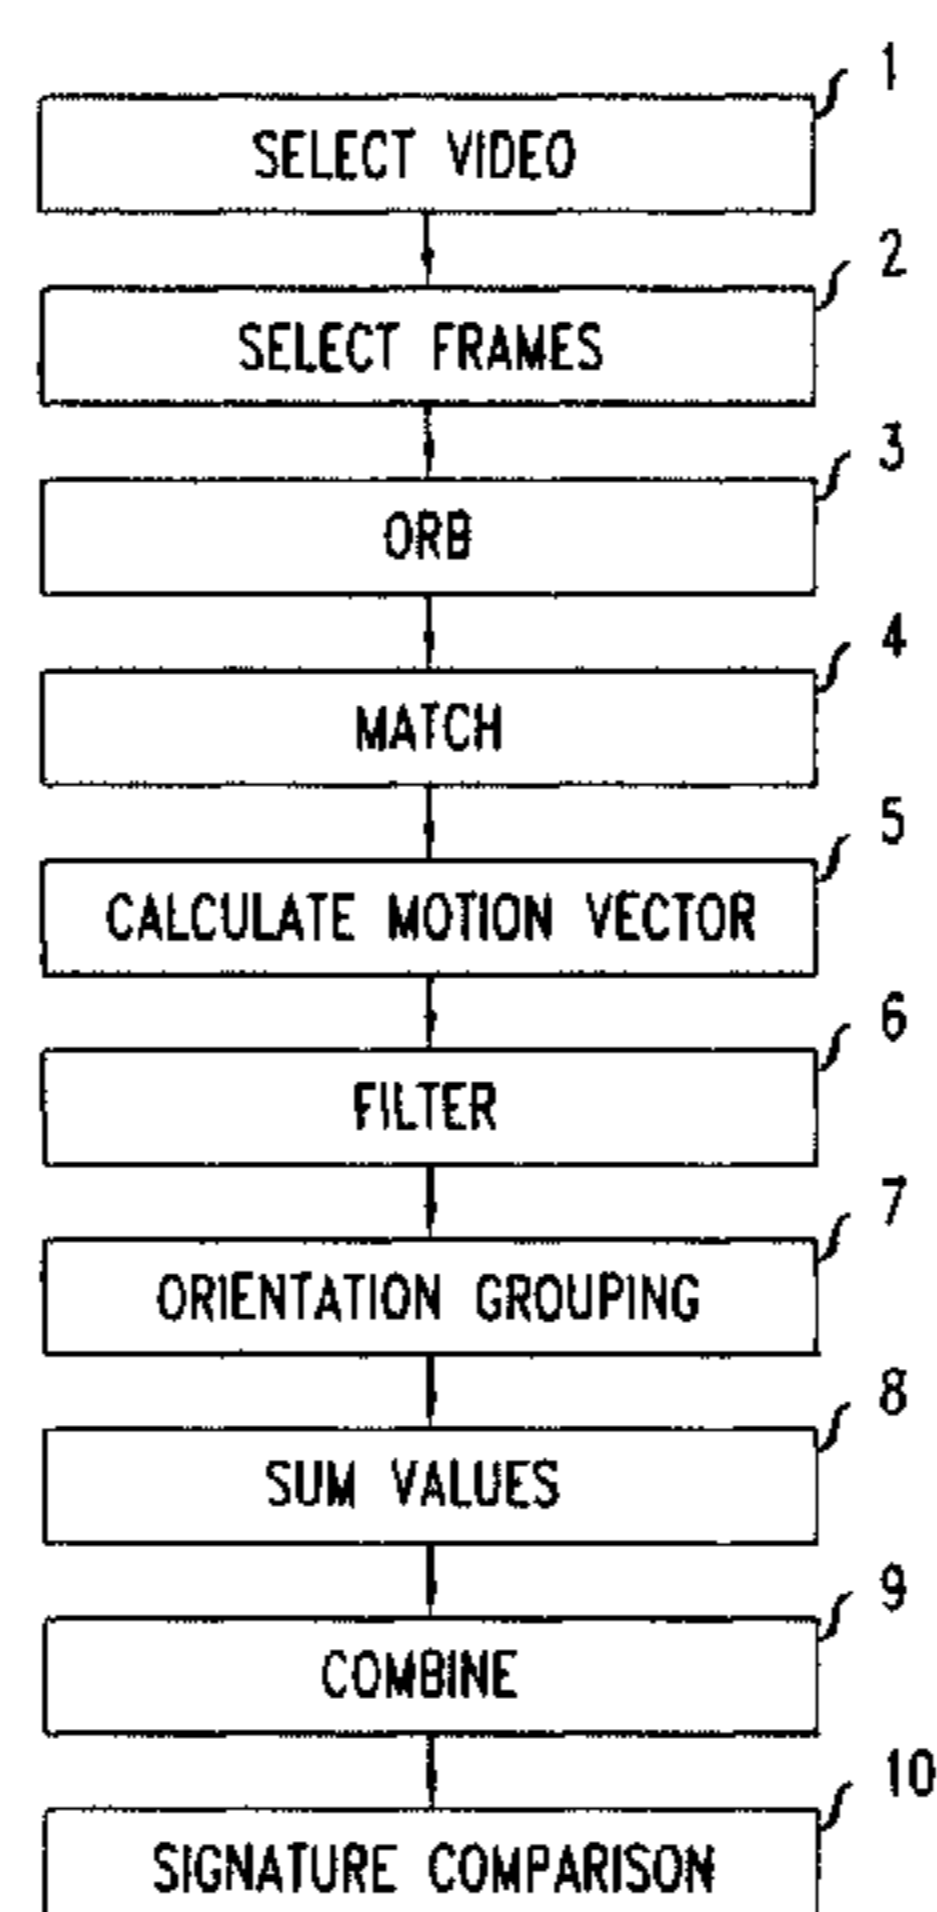 1
SELECT VIDEO
2
SELECT FRAMES
3
ORB
4
MATCH
5
CALCULATE MOTION VECTOR
6
FILTER
7
ORIENTATION GROUPING
8
SUM VALUES
9
COMBINE
10
SIGNATURE COMPARISON